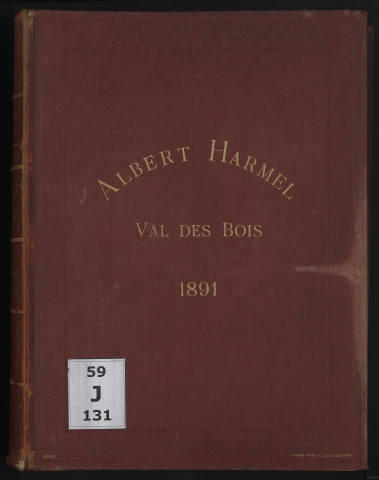 ALBERT HARMEL
VAL DES BOIS
1891
59
J
131